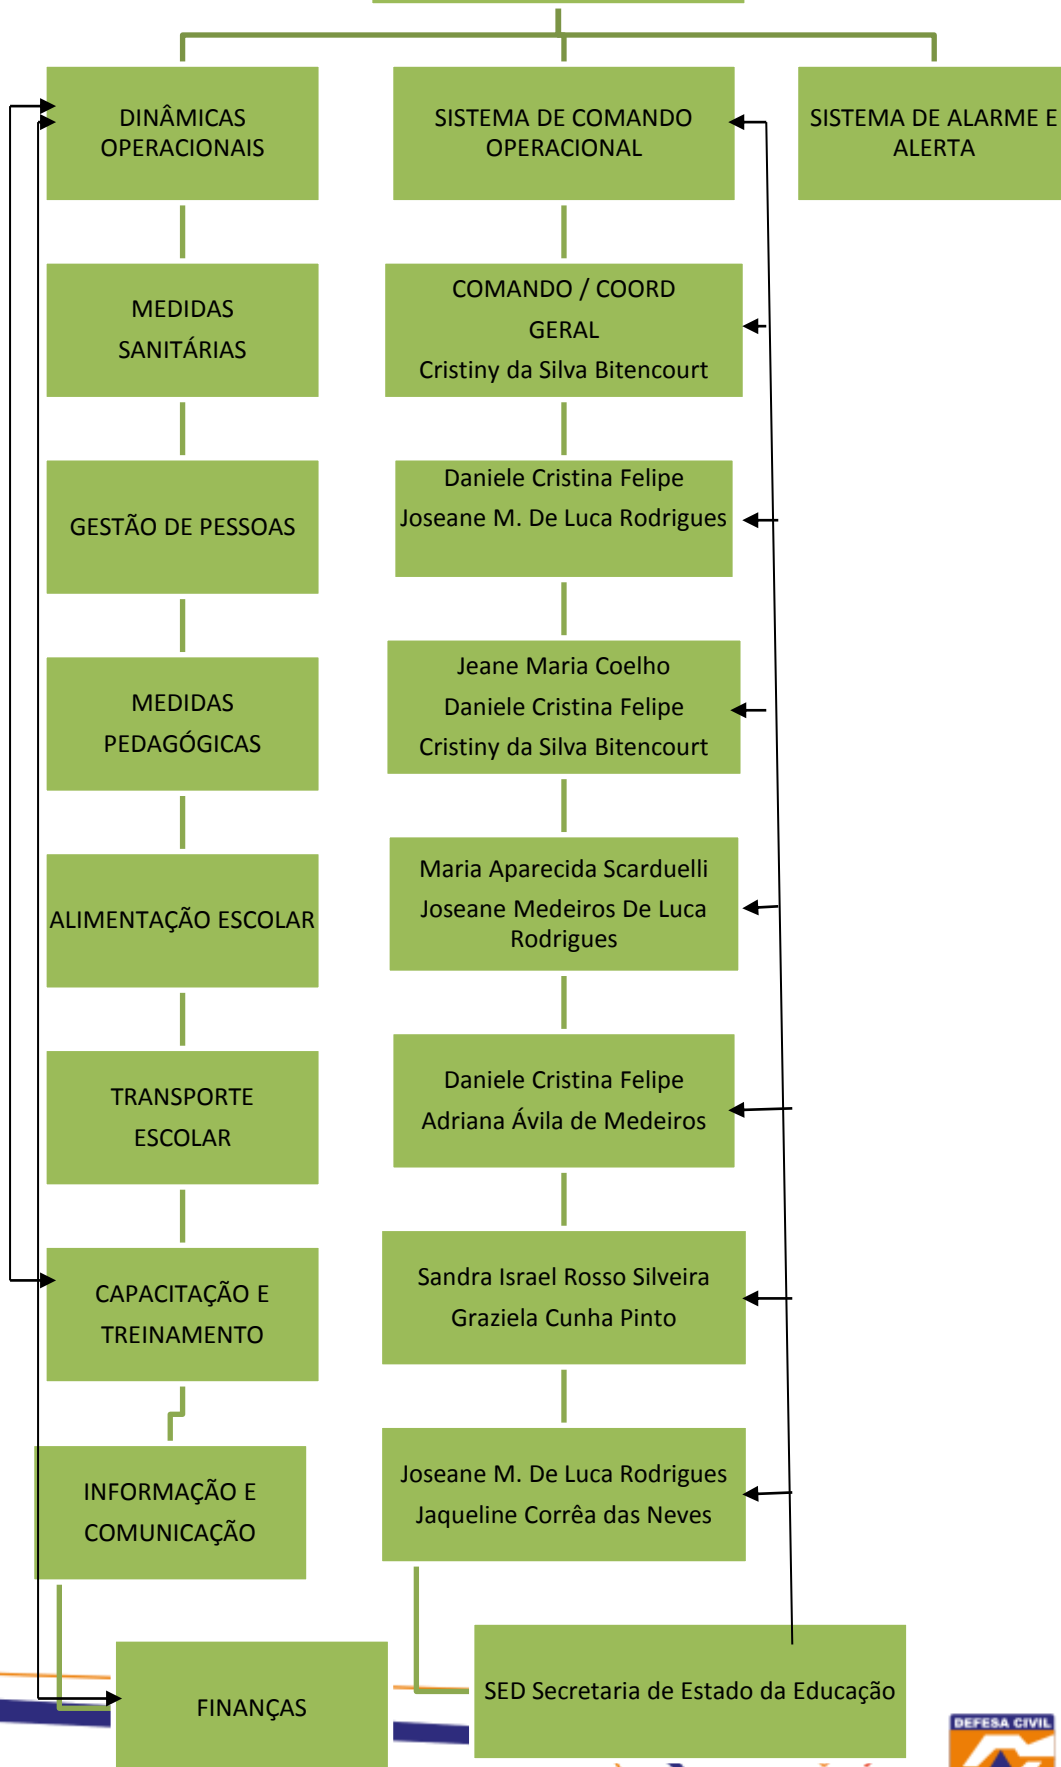 DINÂMICAS
OPERACIONAIS
SISTEMA DE COMANDO
OPERACIONAL
SISTEMA DE ALARME E
ALERTA
MEDIDAS
SANITÁRIAS
COMANDO / COORD
GERAL
Cristiny da Silva Bitencourt
GESTÃO DE PESSOAS
Daniele Cristina Felipe
Joseane M. De Luca Rodrigues
MEDIDAS
PEDAGÓGICAS
Jeane Maria Coelho
Daniele Cristina Felipe
Cristiny da Silva Bitencourt
ALIMENTAÇÃO ESCOLAR
Maria Aparecida Scarduelli
Joseane Medeiros De Luca
Rodrigues
TRANSPORTE
ESCOLAR
Daniele Cristina Felipe
Adriana Ávila de Medeiros
CAPACITAÇÃO E
TREINAMENTO
Sandra Israel Rosso Silveira
Graziela Cunha Pinto
INFORMAÇÃO E
COMUNICAÇÃO
Joseane M. De Luca Rodrigues
Jaqueline Corrêa das Neves
FINANÇAS
SED Secretaria de Estado da Educação
DEFESA CIVIL